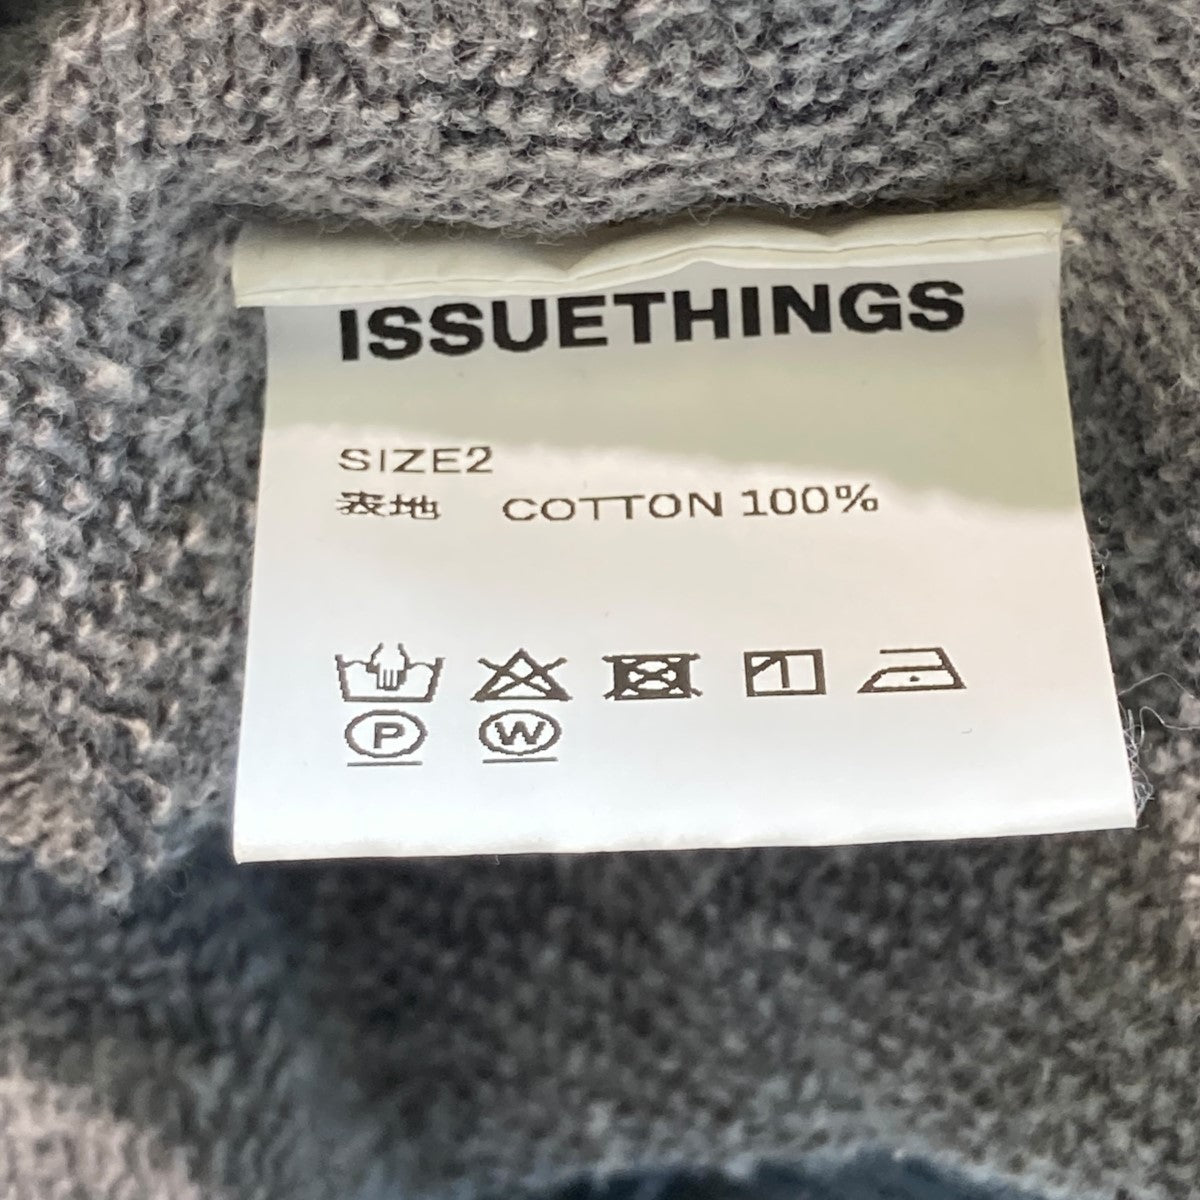 ISSUETHINGS
SIZE2
表地 COTTON 100%
P W